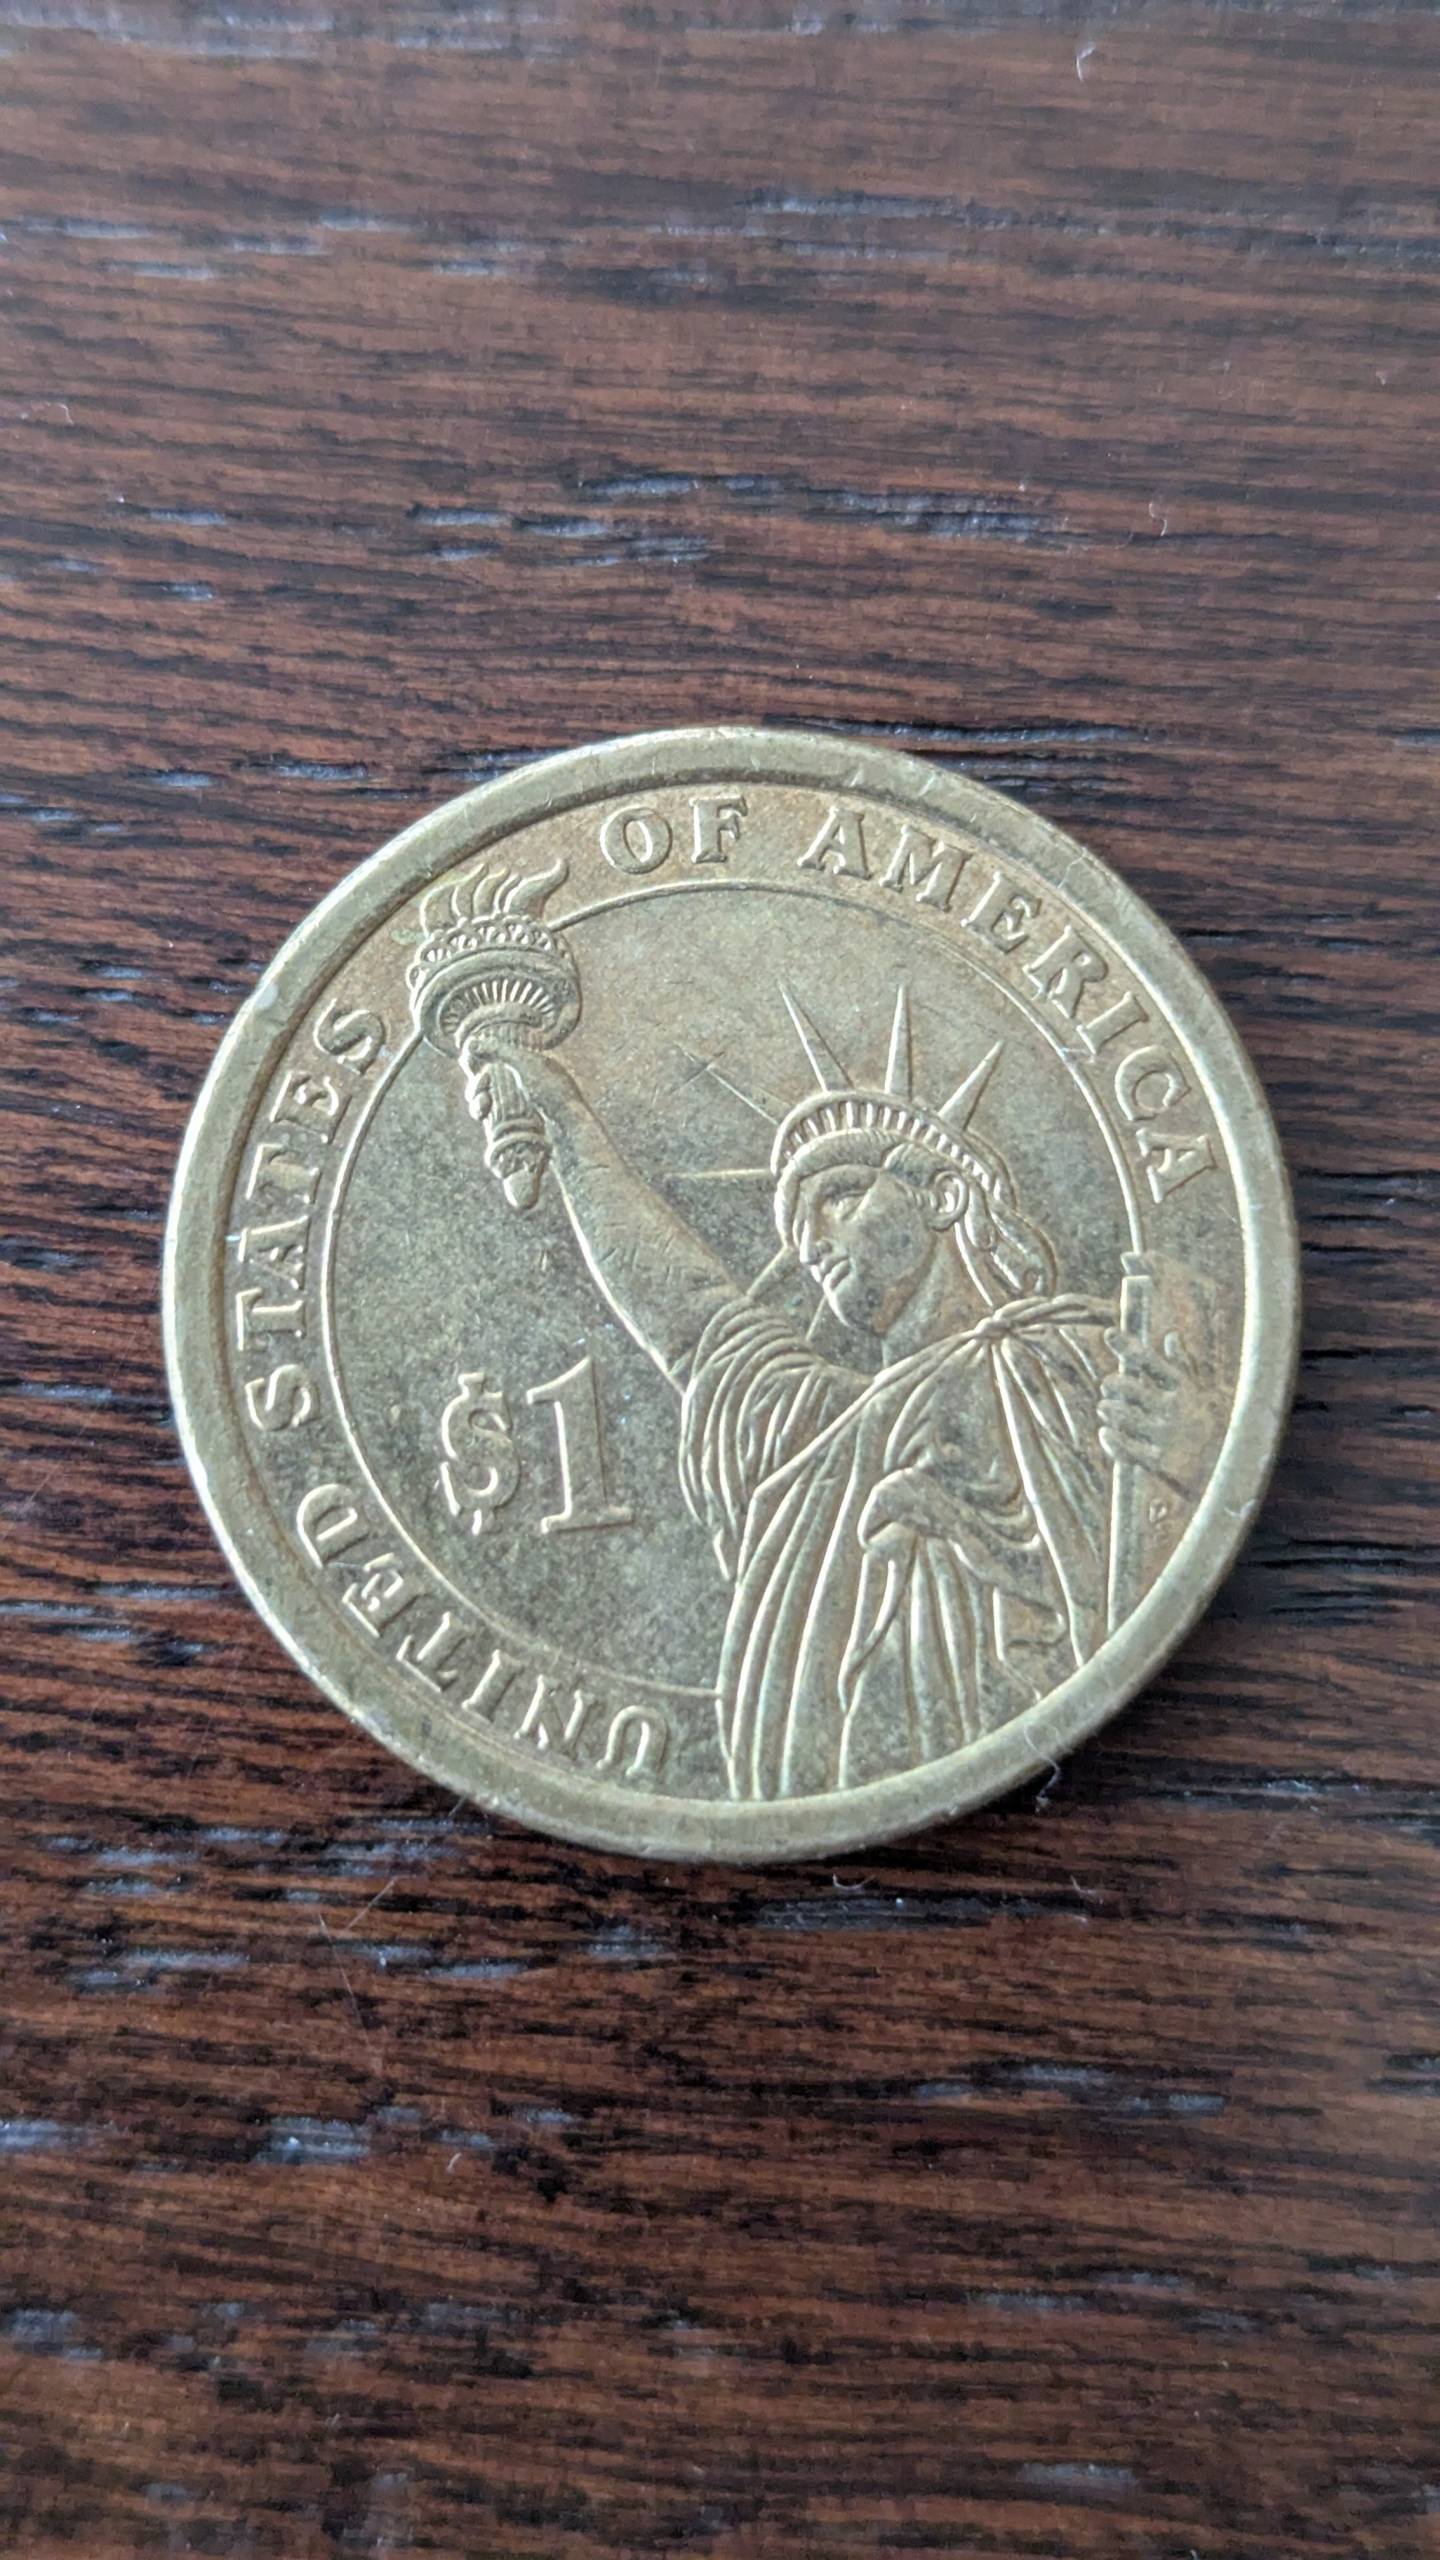 UNITED STATES OF AMERICA
$1